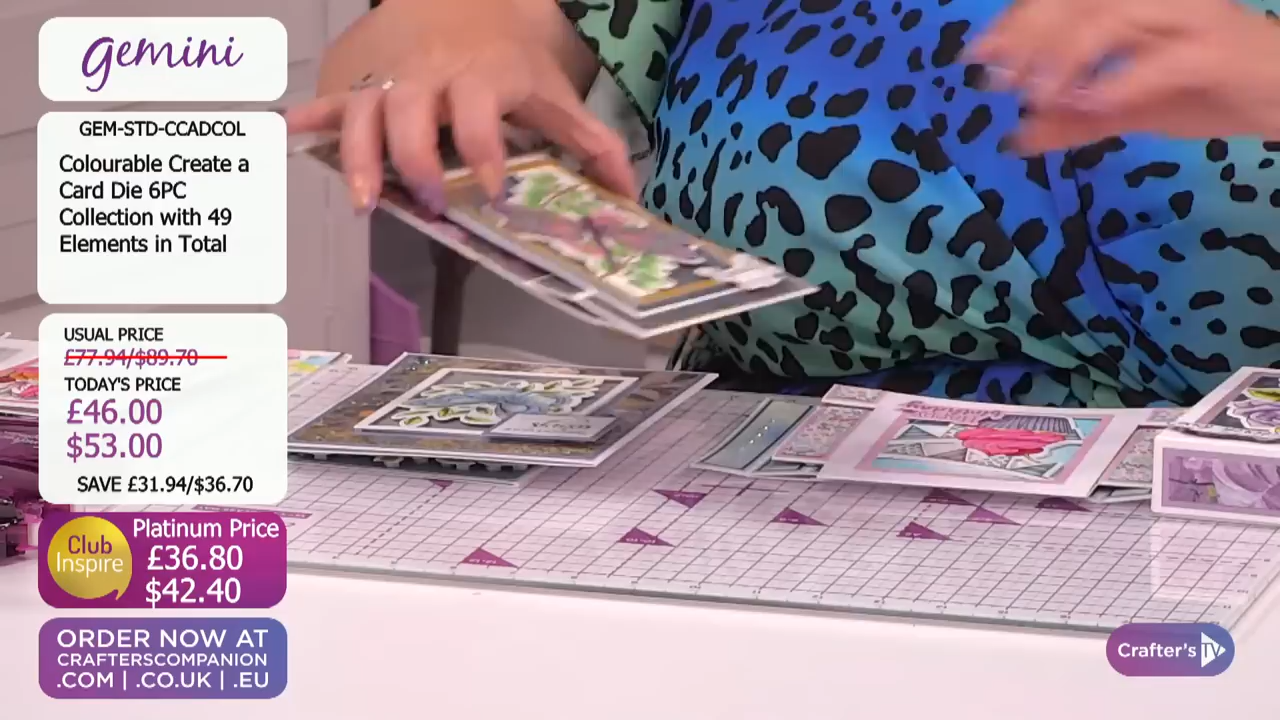 gemini
GEM-STD-CCADCOL
Colourable Create a
Card Die 6PC
Collection with 49
Elements in Total
USUAL PRICE
£77.94/$89.70
TODAY'S PRICE
£46.00
$53.00
SAVE £31.94/$36.70
Club
Inspire
Platinum Price
£36.80
$42.40
ORDER NOW AT
CRAFTERSCOMPANION
.COM | .CO.UK | .EU
Crafter's TV